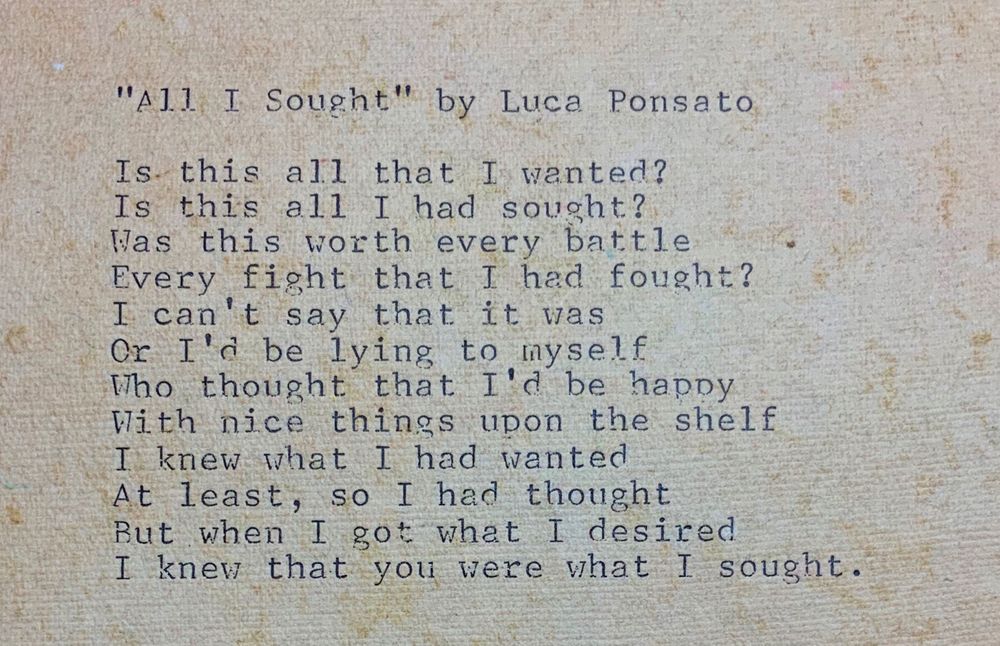 "All I Sought" by Luca Ponsato
Is this all that I wanted?
Is this all I had sought?
Was this worth every battle
Every fight that I had fought?
I can't say that it was
Or I'd be lying to myself
Who thought that I'd be happy
With nice things upon the shelf
I knew what I had wanted
At least, so I had thought
But when I got what I desired
I knew that you were what I sought.